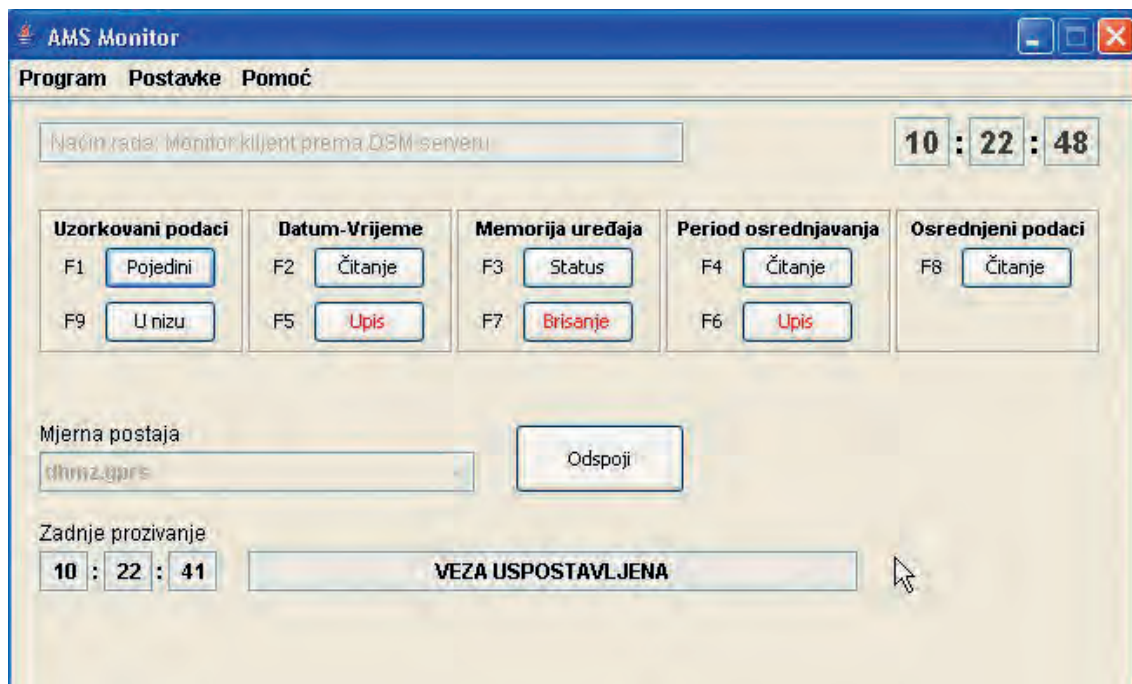 AMS Monitor
Program Postavke Pomoć
Način rada: Monitor klijent prema DSM serveru
10 : 22 : 48
Uzorkovani podaci Datum-Vrijeme Memorija uređaja Period osrednjavanja Osrednjeni podaci
F1 Pojedini F2 Čitanje F3 Status F4 Čitanje F8 Čitanje
F9 U nizu F5 Upis F7 Brisanje F6 Upis
Mjerna postaja
dhmz.gprs
Odspoji
Zadnje prozivanje
10 : 22 : 41 VEZA USPOSTAVLJENA